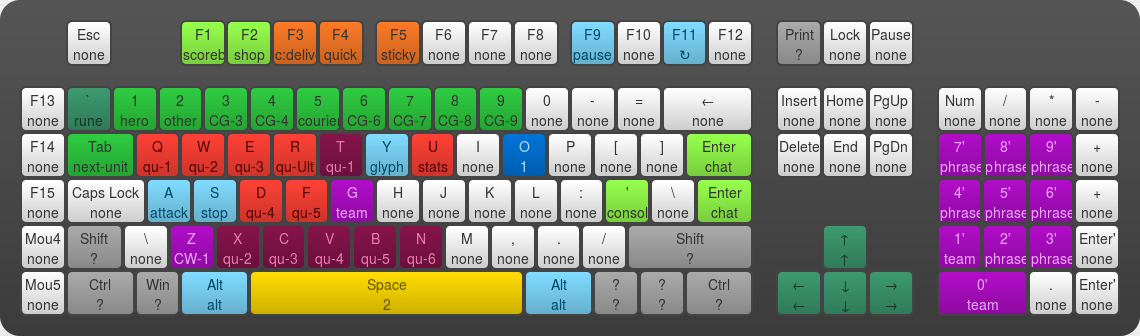 Esc F1 F2 F3 F4 F5 F6 F7 F8 F9 F10 F11 F12 Print Lock Pause
none scoreb shop c:deliv quick sticky none none none pause none ↻ none ? none none
F13 ` 1 2 3 4 5 6 7 8 9 0 - = ← Insert Home PgUp Num / * -
none rune hero other CG-3 CG-4 courier CG-6 CG-7 CG-8 CG-9 none none none none none none none none none none none
F14 Tab Q W E R T Y U I O P [ ] Enter Delete End PgDn 7' 8' 9' +
none next-unit qu-1 qu-2 qu-3 qu-Ult qu-1 glyph stats none 1 none none none chat none none none phrase phrase phrase none
F15 Caps Lock A S D F G H J K L : ' \ Enter 4' 5' 6' +
none none attack stop qu-4 qu-5 team none none none none none consol none chat phrase phrase phrase none
Mou4 Shift \ Z X C V B N M , . / Shift ↑ 1' 2' 3' Enter'
none ? none CW-1 qu-2 qu-3 qu-4 qu-5 qu-6 none none none none ? ↑ team phrase phrase none
Mou5 Ctrl Win Alt Space Alt ? ? Ctrl ← ↓ → 0' . Enter'
none ? ? alt 2 alt ? ? ? ← ↓ → team none none